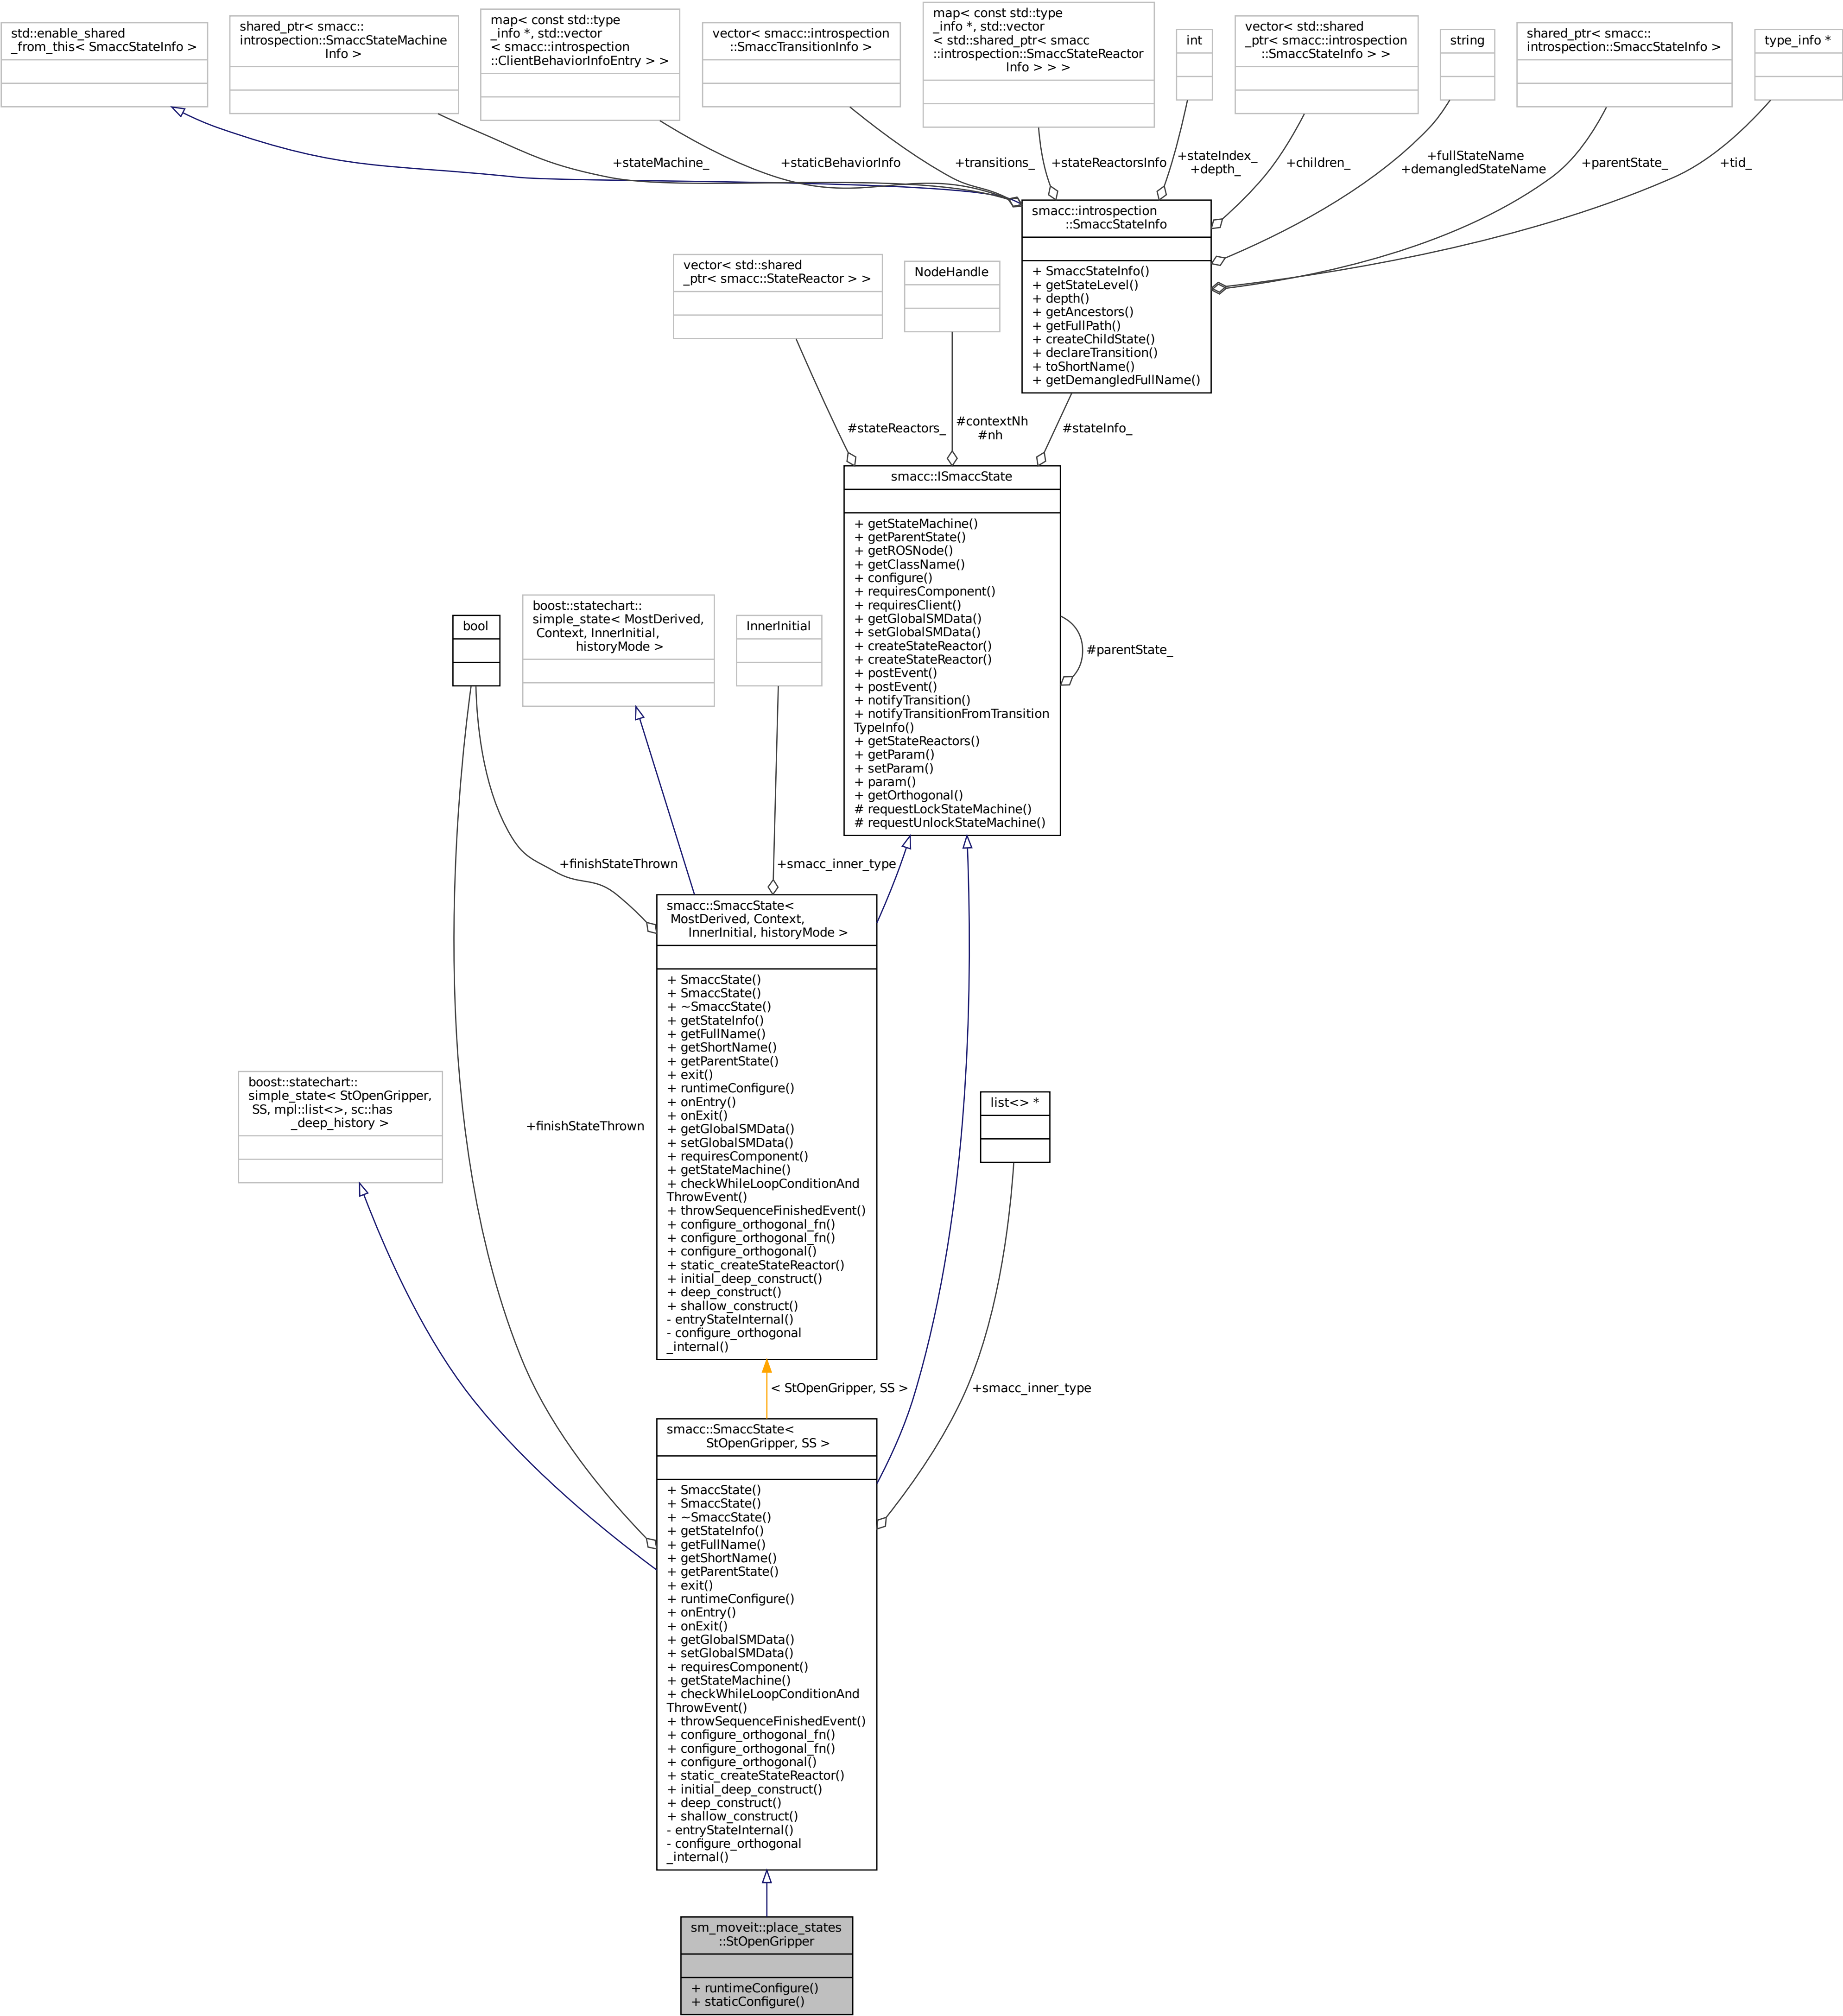 std::enable_shared
_from_this< SmaccStateInfo >
shared_ptr< smacc::
introspection::SmaccStateMachine
Info >
map< const std::type
_info *, std::vector
< smacc::introspection
::ClientBehaviorInfoEntry > >
vector< smacc::introspection
::SmaccTransitionInfo >
map< const std::type
_info *, std::vector
< std::shared_ptr< smacc
::introspection::SmaccStateReactor
Info > > >
int
vector< std::shared
_ptr< smacc::introspection
::SmaccStateInfo > >
string
shared_ptr< smacc::
introspection::SmaccStateInfo >
type_info *
+stateMachine_
+staticBehaviorInfo
+transitions_
+stateReactorsInfo
+stateIndex_
+depth_
+children_
+fullStateName
+demangledStateName
+parentState_
+tid_
smacc::introspection
::SmaccStateInfo
+ SmaccStateInfo()
+ getStateLevel()
+ depth()
+ getAncestors()
+ getFullPath()
+ createChildState()
+ declareTransition()
+ toShortName()
+ getDemangledFullName()
vector< std::shared
_ptr< smacc::StateReactor > >
NodeHandle
#stateReactors_
#contextNh
#nh
#stateInfo_
smacc::ISmaccState
+ getStateMachine()
+ getParentState()
+ getROSNode()
+ getClassName()
+ configure()
+ requiresComponent()
+ requiresClient()
+ getGlobalSMData()
+ setGlobalSMData()
+ createStateReactor()
+ createStateReactor()
+ postEvent()
+ postEvent()
+ notifyTransition()
+ notifyTransitionFromTransition
TypeInfo()
+ getStateReactors()
+ getParam()
+ setParam()
+ param()
+ getOrthogonal()
# requestLockStateMachine()
# requestUnlockStateMachine()
#parentState_
bool
boost::statechart::
simple_state< MostDerived,
Context, InnerInitial,
historyMode >
InnerInitial
+finishStateThrown
+smacc_inner_type
smacc::SmaccState<
MostDerived, Context,
InnerInitial, historyMode >
+ SmaccState()
+ SmaccState()
+ ~SmaccState()
+ getStateInfo()
+ getFullName()
+ getShortName()
+ getParentState()
+ exit()
+ runtimeConfigure()
+ onEntry()
+ onExit()
+ getGlobalSMData()
+ setGlobalSMData()
+ requiresComponent()
+ getStateMachine()
+ checkWhileLoopConditionAnd
ThrowEvent()
+ throwSequenceFinishedEvent()
+ configure_orthogonal_fn()
+ configure_orthogonal_fn()
+ configure_orthogonal()
+ static_createStateReactor()
+ initial_deep_construct()
+ deep_construct()
+ shallow_construct()
- entryStateInternal()
- configure_orthogonal
_internal()
boost::statechart::
simple_state< StOpenGripper,
SS, mpl::list<>, sc::has
_deep_history >
+finishStateThrown
list<> *
< StOpenGripper, SS >
+smacc_inner_type
smacc::SmaccState<
StOpenGripper, SS >
+ SmaccState()
+ SmaccState()
+ ~SmaccState()
+ getStateInfo()
+ getFullName()
+ getShortName()
+ getParentState()
+ exit()
+ runtimeConfigure()
+ onEntry()
+ onExit()
+ getGlobalSMData()
+ setGlobalSMData()
+ requiresComponent()
+ getStateMachine()
+ checkWhileLoopConditionAnd
ThrowEvent()
+ throwSequenceFinishedEvent()
+ configure_orthogonal_fn()
+ configure_orthogonal_fn()
+ configure_orthogonal()
+ static_createStateReactor()
+ initial_deep_construct()
+ deep_construct()
+ shallow_construct()
- entryStateInternal()
- configure_orthogonal
_internal()
sm_moveit::place_states
::StOpenGripper
+ runtimeConfigure()
+ staticConfigure()